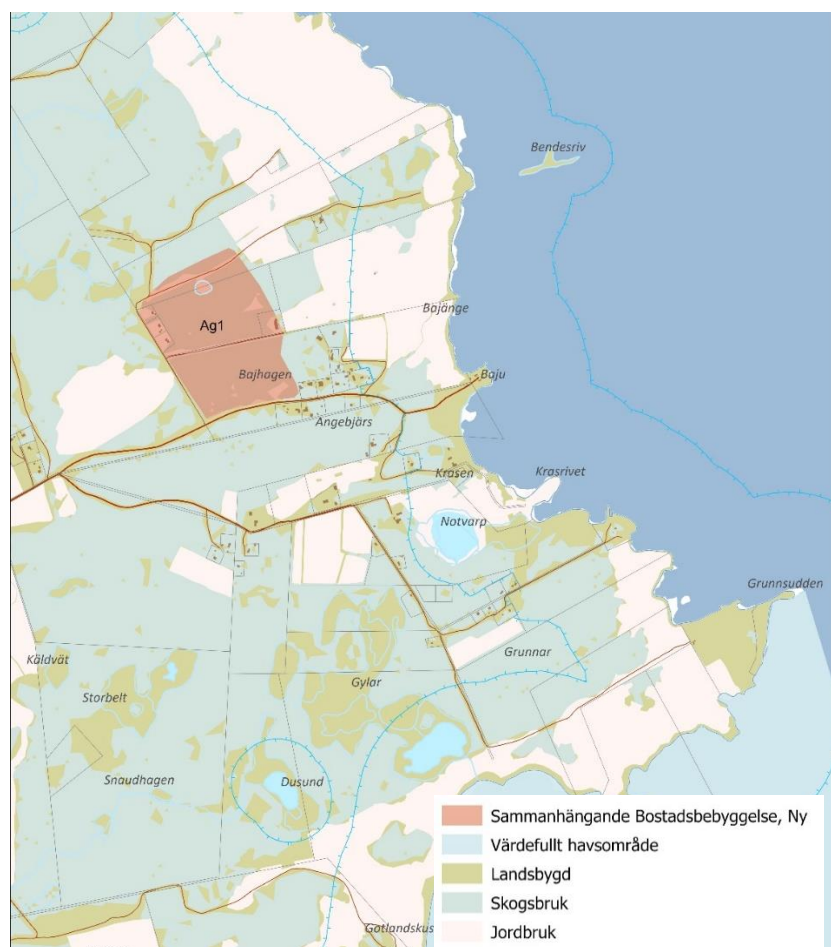 Bendesriv
Bajänge
Ag1
Bajhagen
Baju
Angebjärs
Krasen
Krasrivet
Notvarp
Grunnsudden
Grunnar
Käldvät
Gylar
Storbelt
Snaudhagen
Dusund
Gotlandskus
Sammanhängande Bostadsbebyggelse, Ny
Värdefullt havsområde
Landsbygd
Skogsbruk
Jordbruk